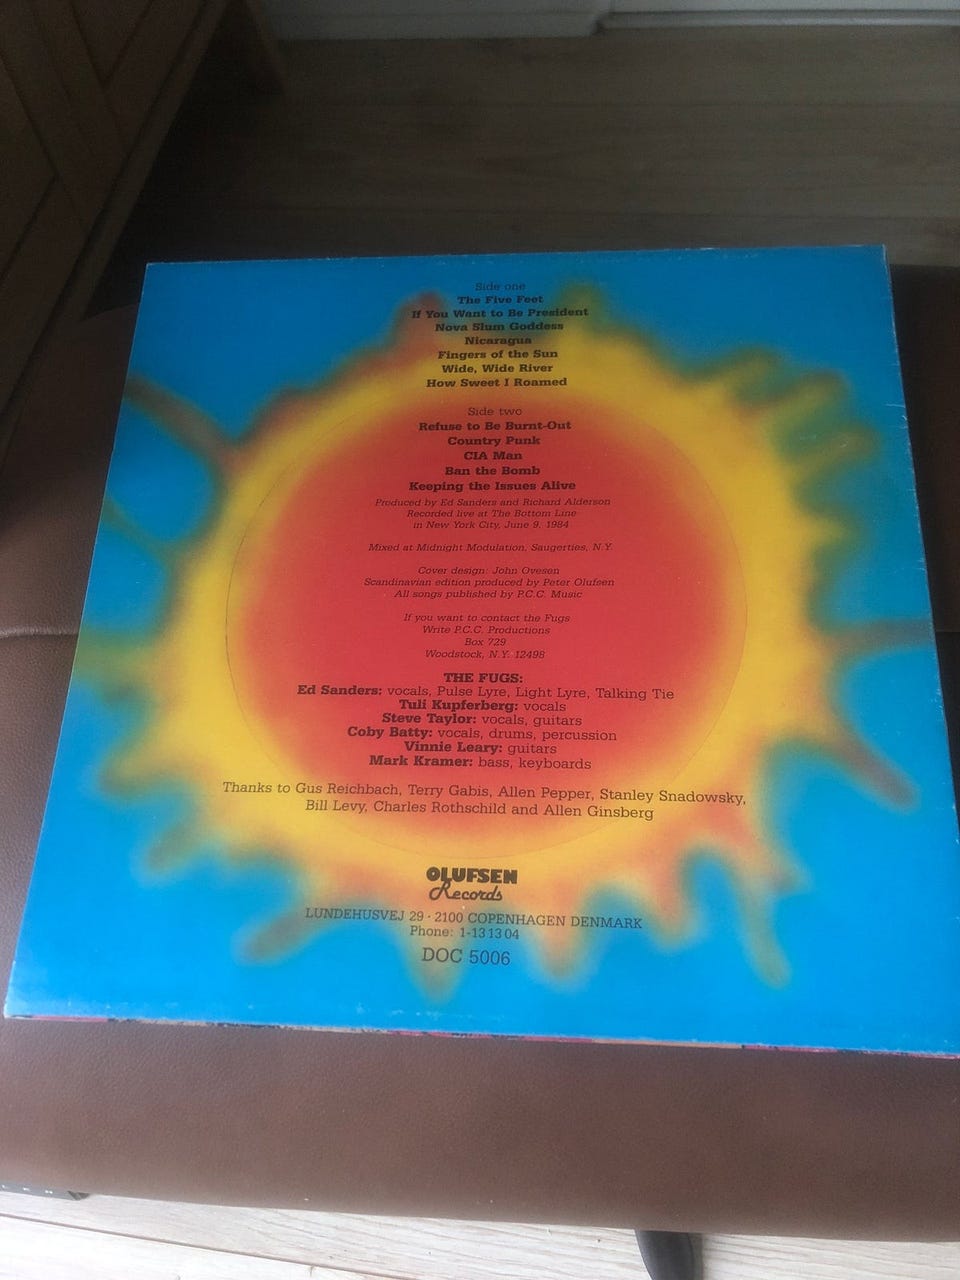 Side one
The Five Feet
If You Want to Be President
Nova Slum Goddess
Nicaragua
Fingers of the Sun
Wide, Wide River
How Sweet I Roamed
Side two
Refuse to Be Burnt-Out
Country Punk
CIA Man
Ban the Bomb
Keeping the Issues Alive
Produced by Ed Sanders and Richard Alderson
Recorded live at The Bottom Line
in New York City, June 9, 1984
Mixed at Midnight Modulation, Saugerties, N.Y.
Cover design: John Ovesen
Scandinavian edition produced by Peter Olufsen
All songs published by P.C.C. Music
If you want to contact the Fugs
Write P.C.C. Productions
Box 729
Woodstock, N.Y. 12498
THE FUGS:
Ed Sanders: vocals, Pulse Lyre, Light Lyre, Talking Tie
Tuli Kupferberg: vocals
Steve Taylor: vocals, guitars
Coby Batty: vocals, drums, percussion
Vinnie Leary: guitars
Mark Kramer: bass, keyboards
Thanks to Gus Reichbach, Terry Gabis, Allen Pepper, Stanley Snadowsky,
Bill Levy, Charles Rothschild and Allen Ginsberg
OLUFSEN
Records
LUNDEHUSVEJ 29 · 2100 COPENHAGEN DENMARK
Phone: 1-13 13 04
DOC 5006